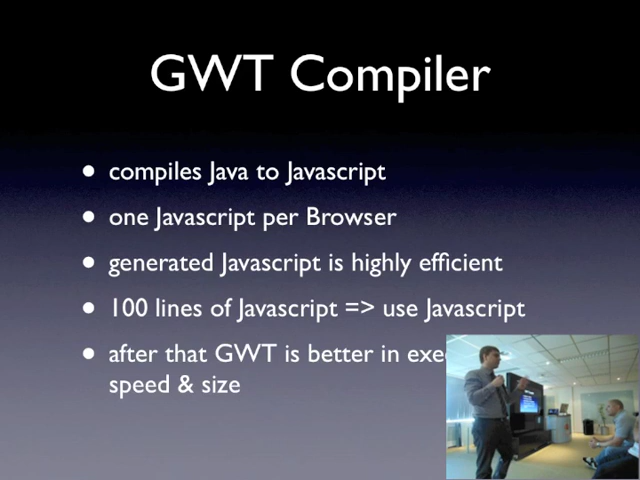 GWT Compiler
• compiles Java to Javascript
• one Javascript per Browser
• generated Javascript is highly efficient
• 100 lines of Javascript => use Javascript
• after that GWT is better in
speed & size